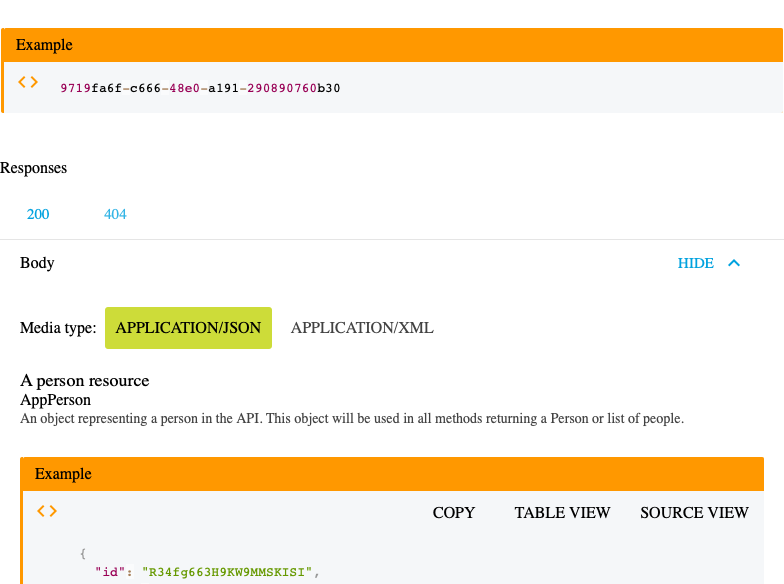 Example
9719fa6f-c666-48e0-a191-290890760b30
Responses
200 404
Body HIDE
Media type: APPLICATION/JSON APPLICATION/XML
A person resource
AppPerson
An object representing a person in the API. This object will be used in all methods returning a Person or list of people.
Example
COPY TABLE VIEW SOURCE VIEW
{
"id": "R34fg663H9KW9MMSKISI",